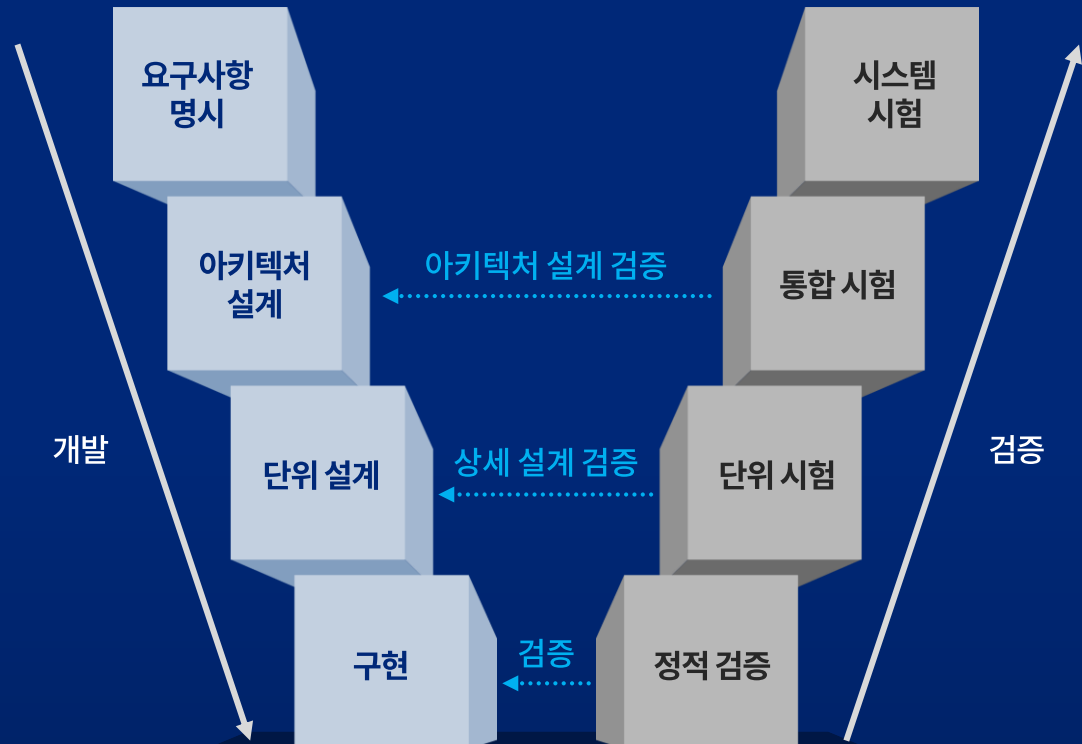 요구사항
명시
시스템
시험
아키텍처
설계
아키텍처 설계 검증
통합 시험
개발
단위 설계
상세 설계 검증
단위 시험
검증
구현
검증
정적 검증